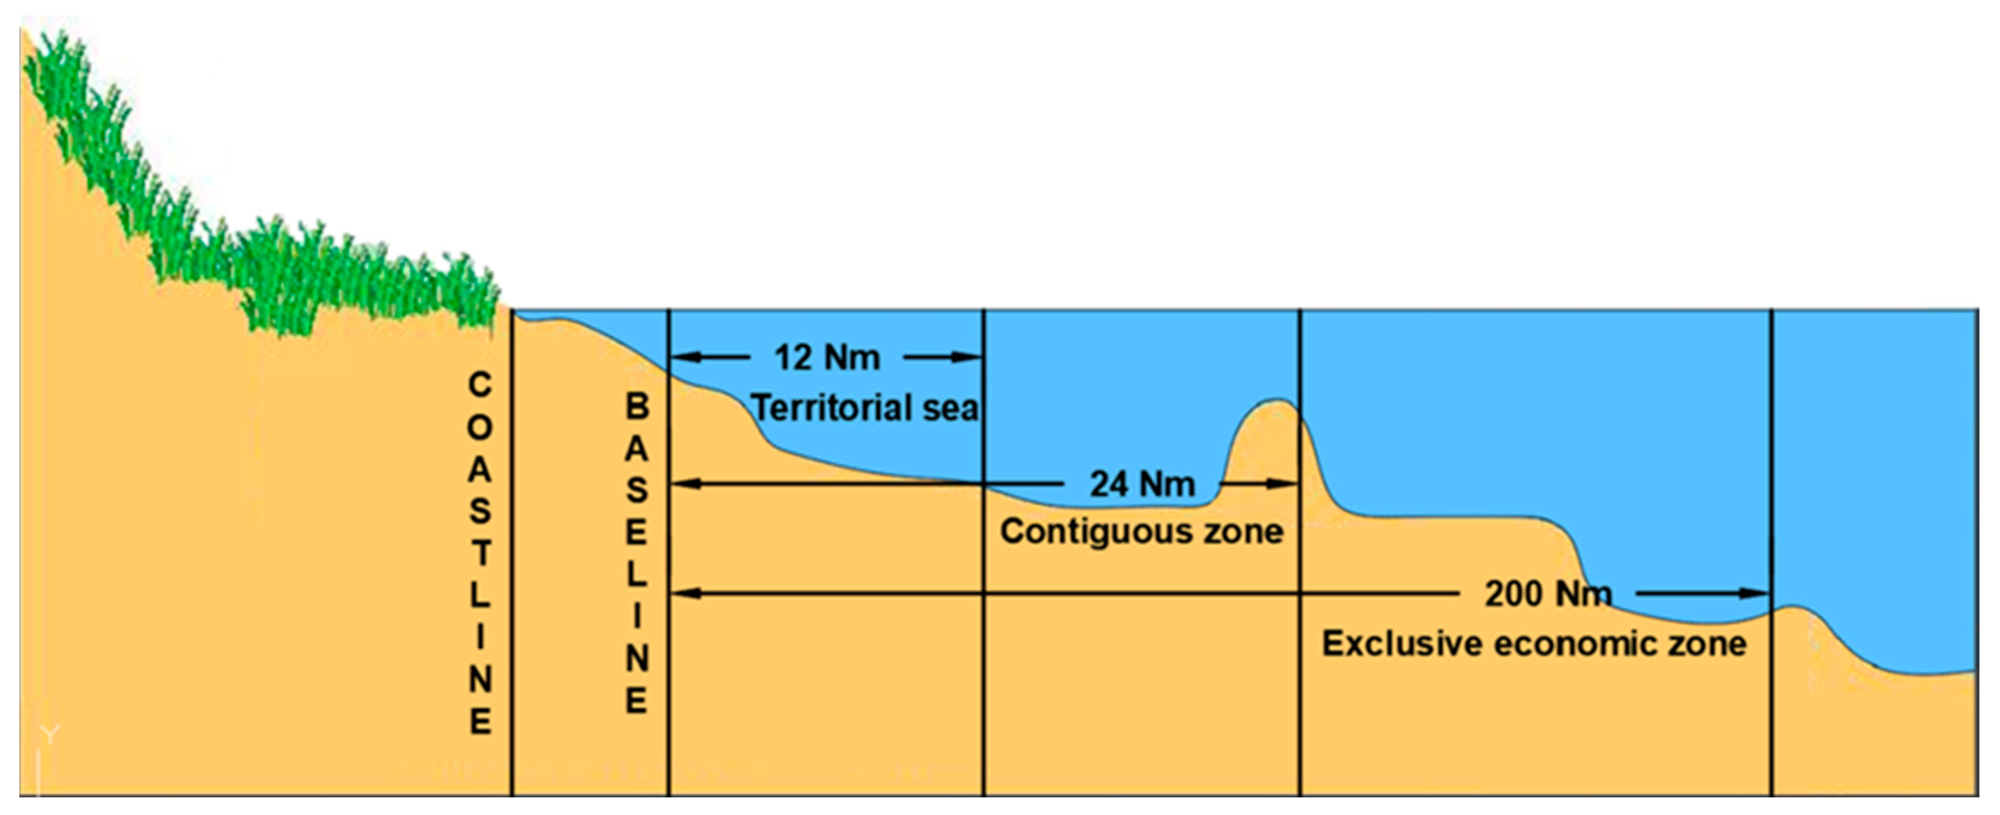 COASTLINE
BASELINE
12 Nm
Territorial sea
24 Nm
Contiguous zone
200 Nm
Exclusive economic zone
Y